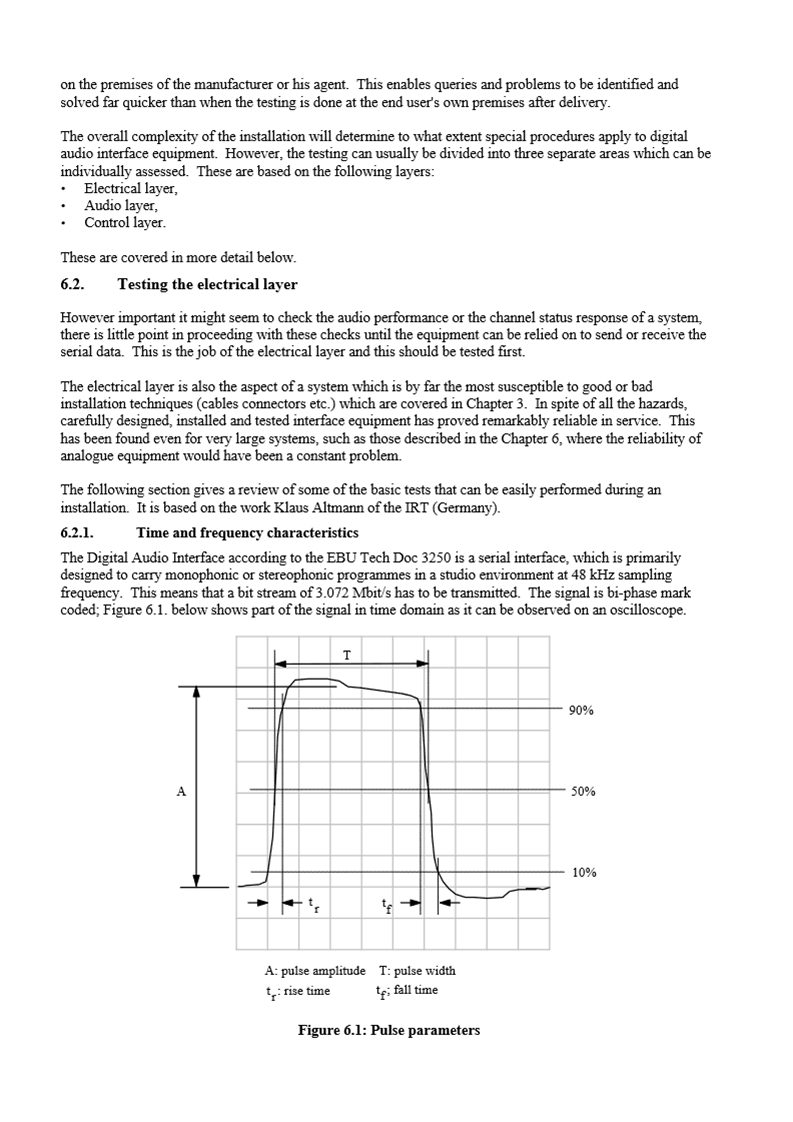 on the premises of the manufacturer or his agent.  This enables queries and problems to be identified and
solved far quicker than when the testing is done at the end user's own premises after delivery.
The overall complexity of the installation will determine to what extent special procedures apply to digital
audio interface equipment.  However, the testing can usually be divided into three separate areas which can be
individually assessed.  These are based on the following layers:
• Electrical layer,
• Audio layer,
• Control layer.
These are covered in more detail below.
6.2. Testing the electrical layer
However important it might seem to check the audio performance or the channel status response of a system,
there is little point in proceeding with these checks until the equipment can be relied on to send or receive the
serial data.  This is the job of the electrical layer and this should be tested first.
The electrical layer is also the aspect of a system which is by far the most susceptible to good or bad
installation techniques (cables connectors etc.) which are covered in Chapter 3.  In spite of all the hazards,
carefully designed, installed and tested interface equipment has proved remarkably reliable in service.  This
has been found even for very large systems, such as those described in the Chapter 6, where the reliability of
analogue equipment would have been a constant problem.
The following section gives a review of some of the basic tests that can be easily performed during an
installation.  It is based on the work Klaus Altmann of the IRT (Germany).
6.2.1. Time and frequency characteristics
The Digital Audio Interface according to the EBU Tech Doc 3250 is a serial interface, which is primarily
designed to carry monophonic or stereophonic programmes in a studio environment at 48 kHz sampling
frequency.  This means that a bit stream of 3.072 Mbit/s has to be transmitted.  The signal is bi-phase mark
coded; Figure 6.1. below shows part of the signal in time domain as it can be observed on an oscilloscope.
T
90%
A
50%
10%
tr tf
A: pulse amplitude T: pulse width
tr: rise time tf; fall time
Figure 6.1: Pulse parameters